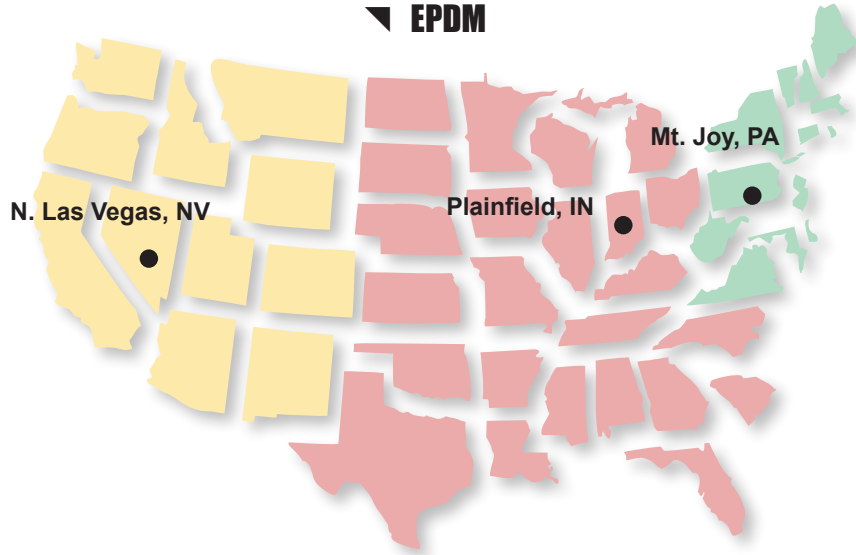 EPDM
Mt. Joy, PA
N. Las Vegas, NV
Plainfield, IN